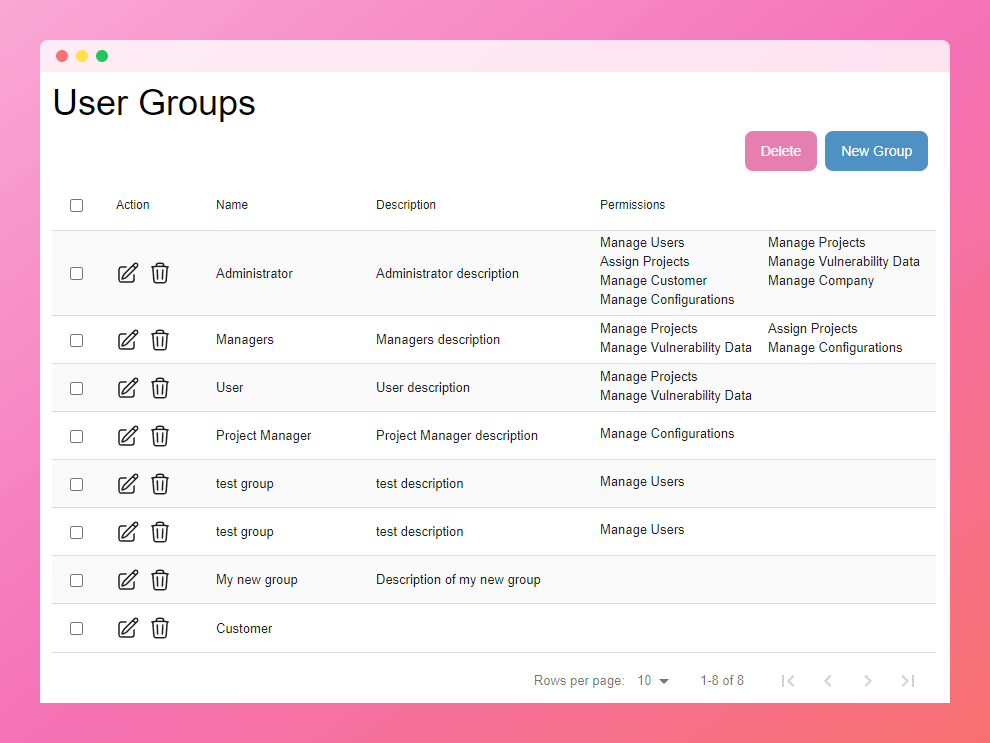 User Groups
Delete New Group
Action Name Description Permissions
Manage Users Manage Projects
Assign Projects Manage Vulnerability Data
Administrator Administrator description
Manage Customer Manage Company
Manage Configurations
Manage Projects Assign Projects
Managers Managers description
Manage Vulnerability Data Manage Configurations
Manage Projects
User User description
Manage Vulnerability Data
Project Manager Project Manager description Manage Configurations
test group test description Manage Users
test group test description Manage Users
My new group Description of my new group
Customer
Rows per page: 10 1-8 of 8